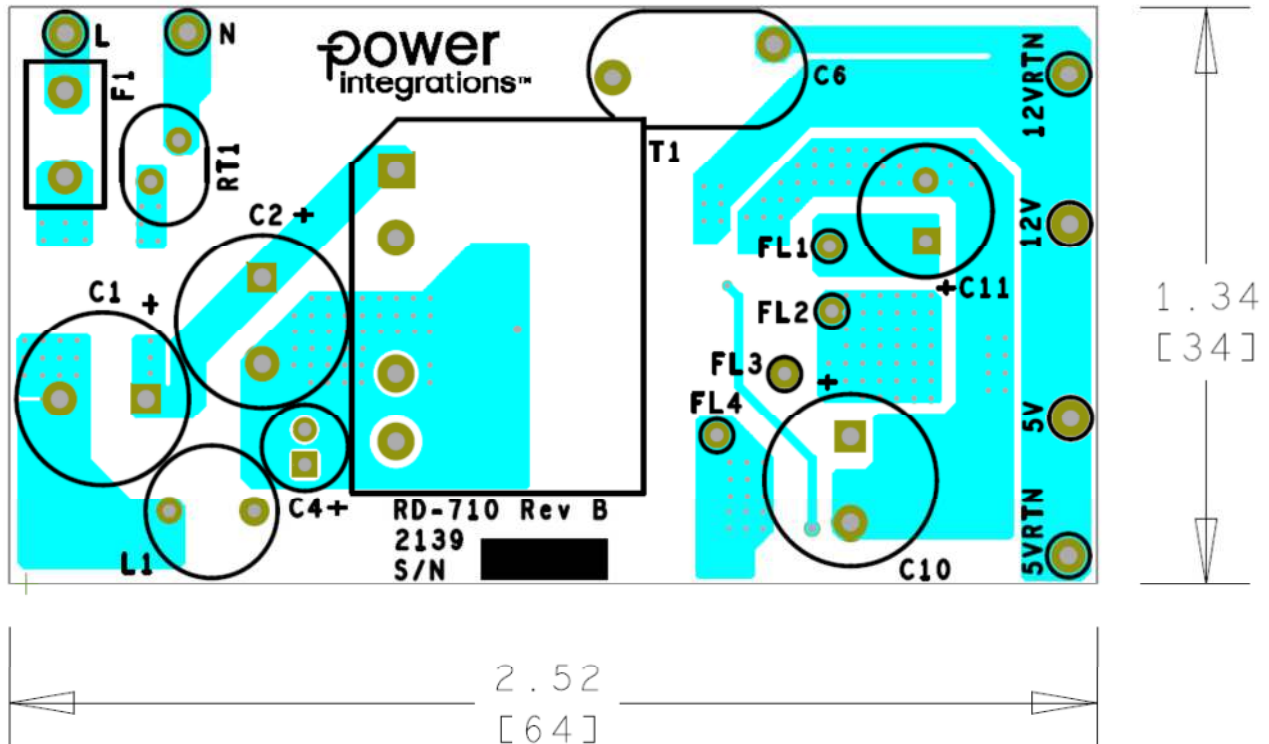 L
N
F1
RT1
power
integrations™
C6
T1
12VRTN
C2 +
12V
FL1
C1 +
+C11
FL2
FL3
+
FL4
5V
C4+
L1
RD-710 Rev B
2139
S/N
C10
5VRTN
1.34
[34]
2.52
[64]